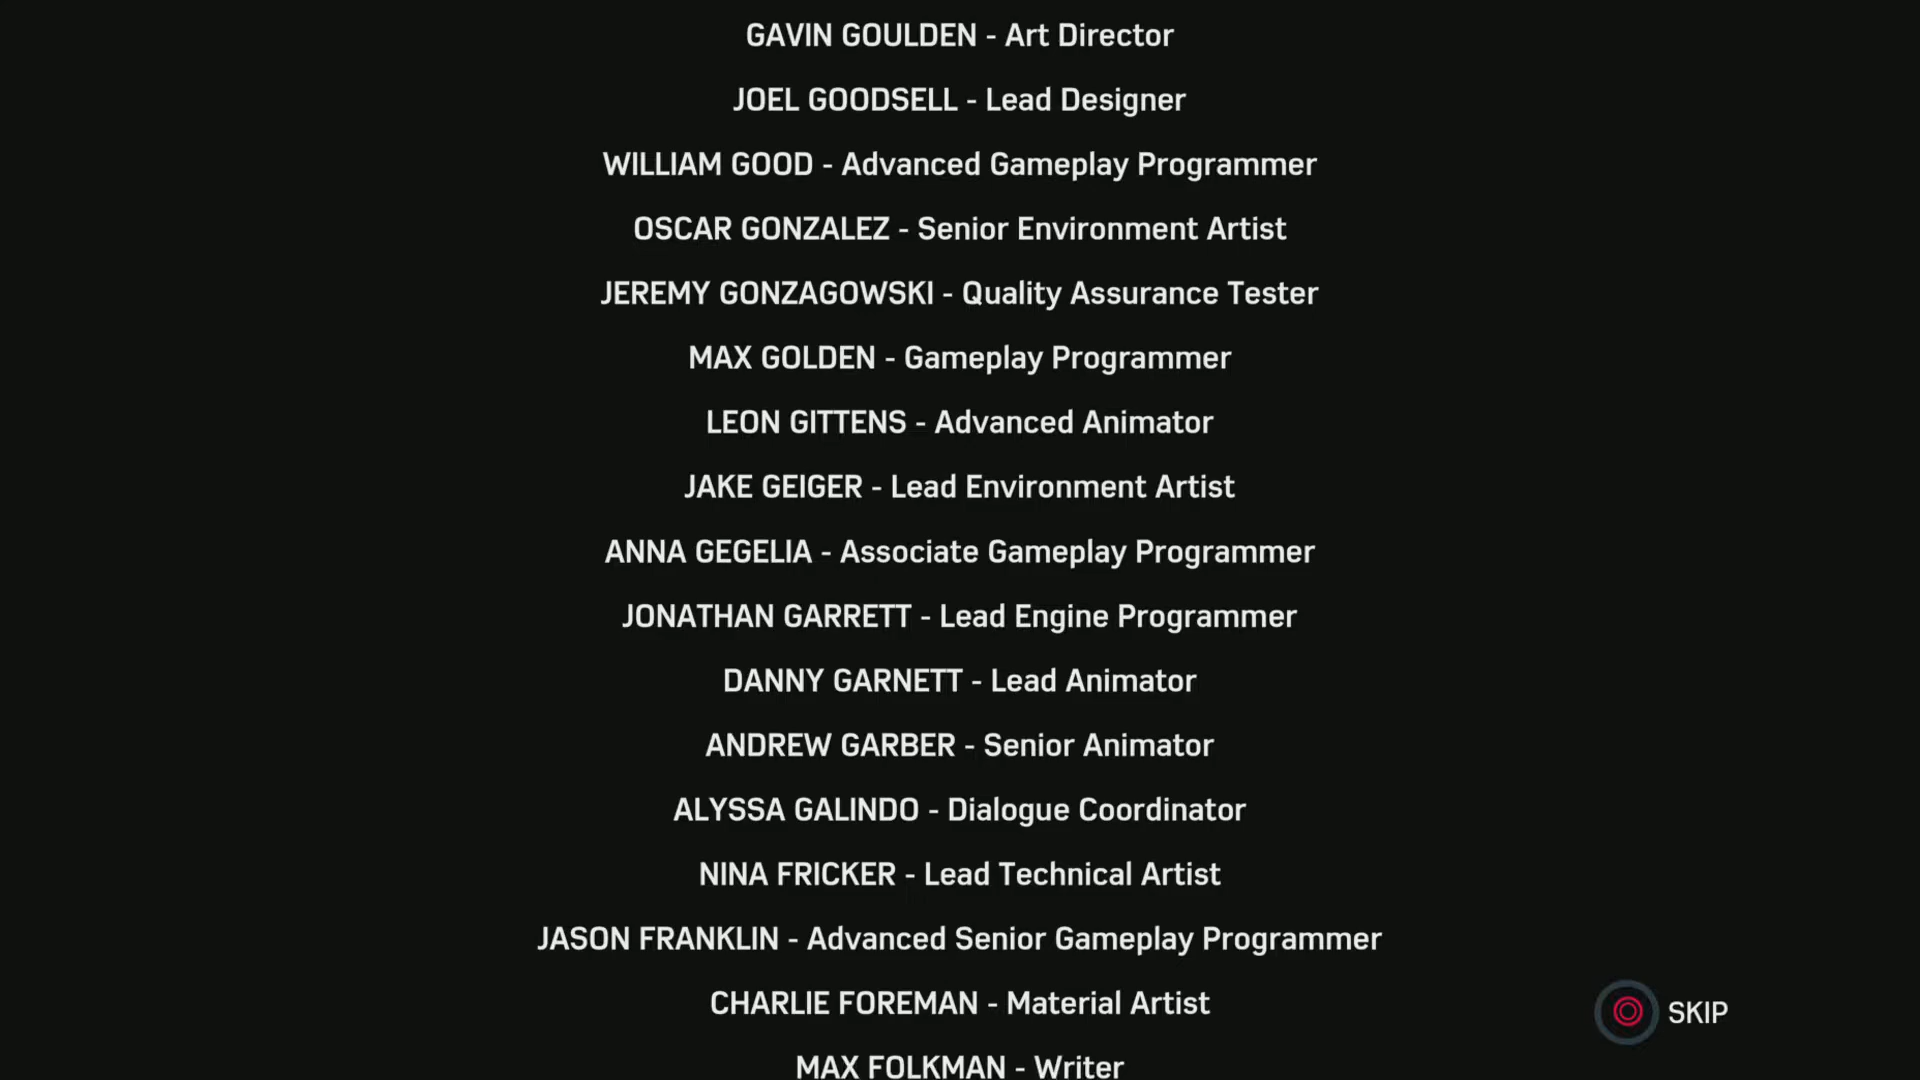 GAVIN GOULDEN - Art Director
JOEL GOODSELL - Lead Designer
WILLIAM GOOD - Advanced Gameplay Programmer
OSCAR GONZALEZ - Senior Environment Artist
JEREMY GONZAGOWSKI - Quality Assurance Tester
MAX GOLDEN - Gameplay Programmer
LEON GITTENS - Advanced Animator
JAKE GEIGER - Lead Environment Artist
ANNA GEGELIA - Associate Gameplay Programmer
JONATHAN GARRETT - Lead Engine Programmer
DANNY GARNETT - Lead Animator
ANDREW GARBER - Senior Animator
ALYSSA GALINDO - Dialogue Coordinator
NINA FRICKER - Lead Technical Artist
JASON FRANKLIN - Advanced Senior Gameplay Programmer
CHARLIE FOREMAN - Material Artist
SKIP
MAX FOLKMAN - Writer